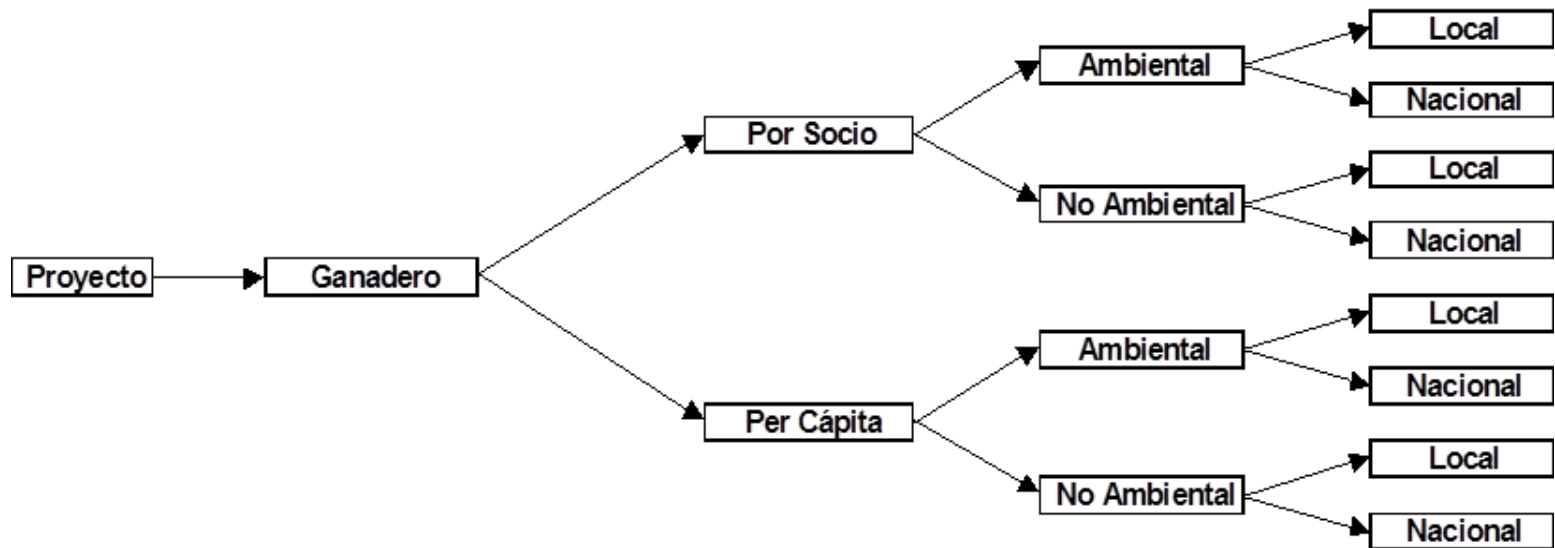 Proyecto
Ganadero
Por Socio
Ambiental
Local
Nacional
No Ambiental
Local
Nacional
Per Cápita
Ambiental
Local
Nacional
No Ambiental
Local
Nacional